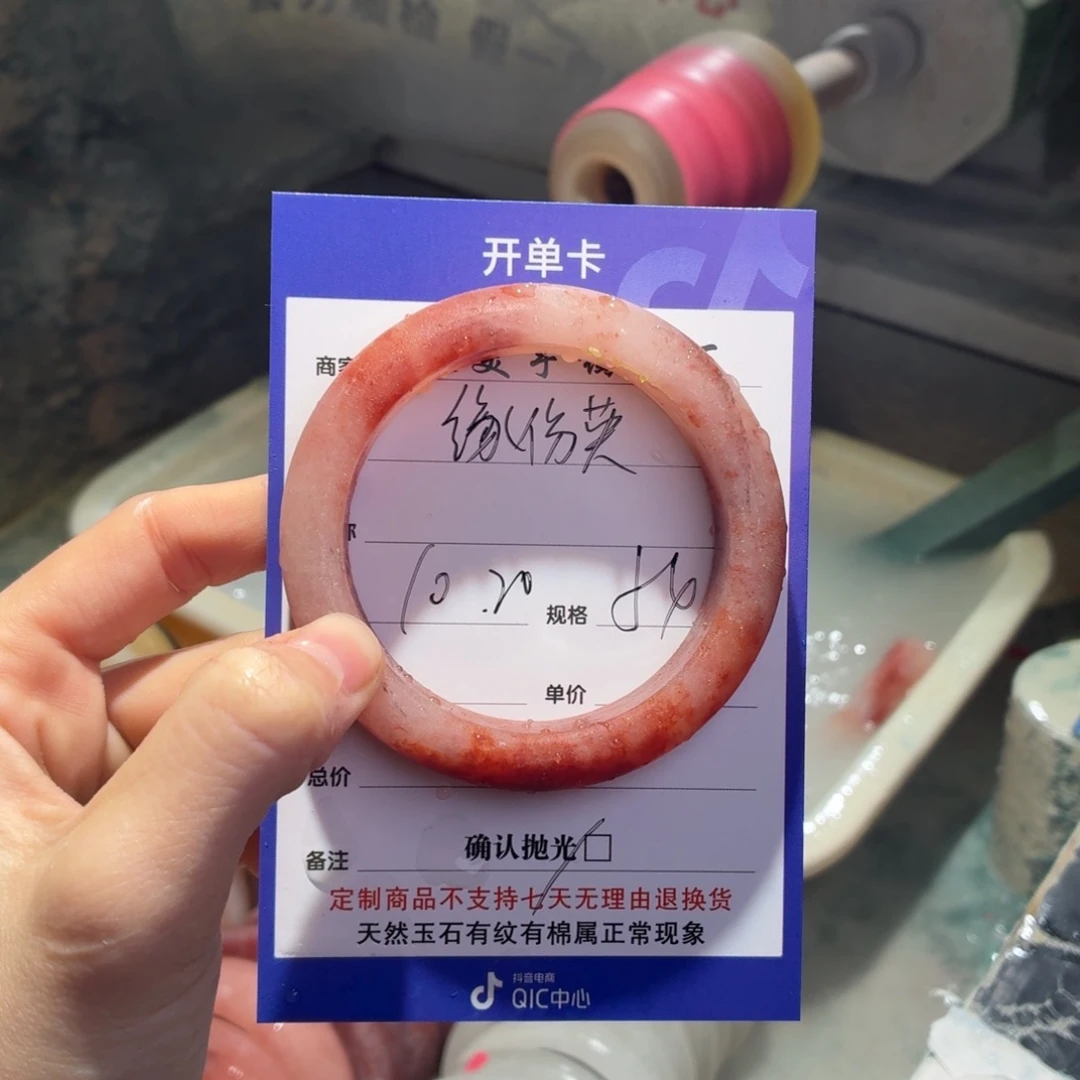 开单卡
商家
缘份英
10.20 规格 54
单价
总价
备注 确认抛光
定制商品不支持七天无理由退换货
天然玉石有纹有棉属正常现象
抖音电商
QIC中心